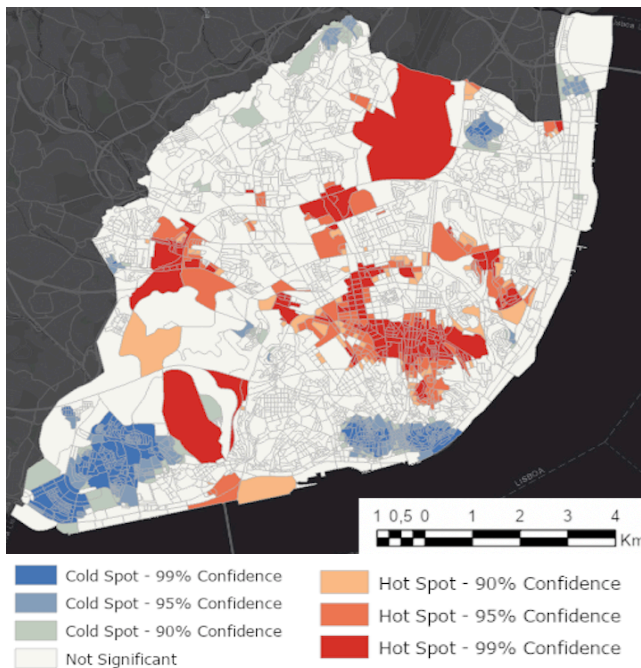 Lisboa
LISBOA
1 0,5 0 1 2 3 4
Km
Cold Spot - 99% Confidence
Cold Spot - 95% Confidence
Cold Spot - 90% Confidence
Not Significant
Hot Spot - 90% Confidence
Hot Spot - 95% Confidence
Hot Spot - 99% Confidence